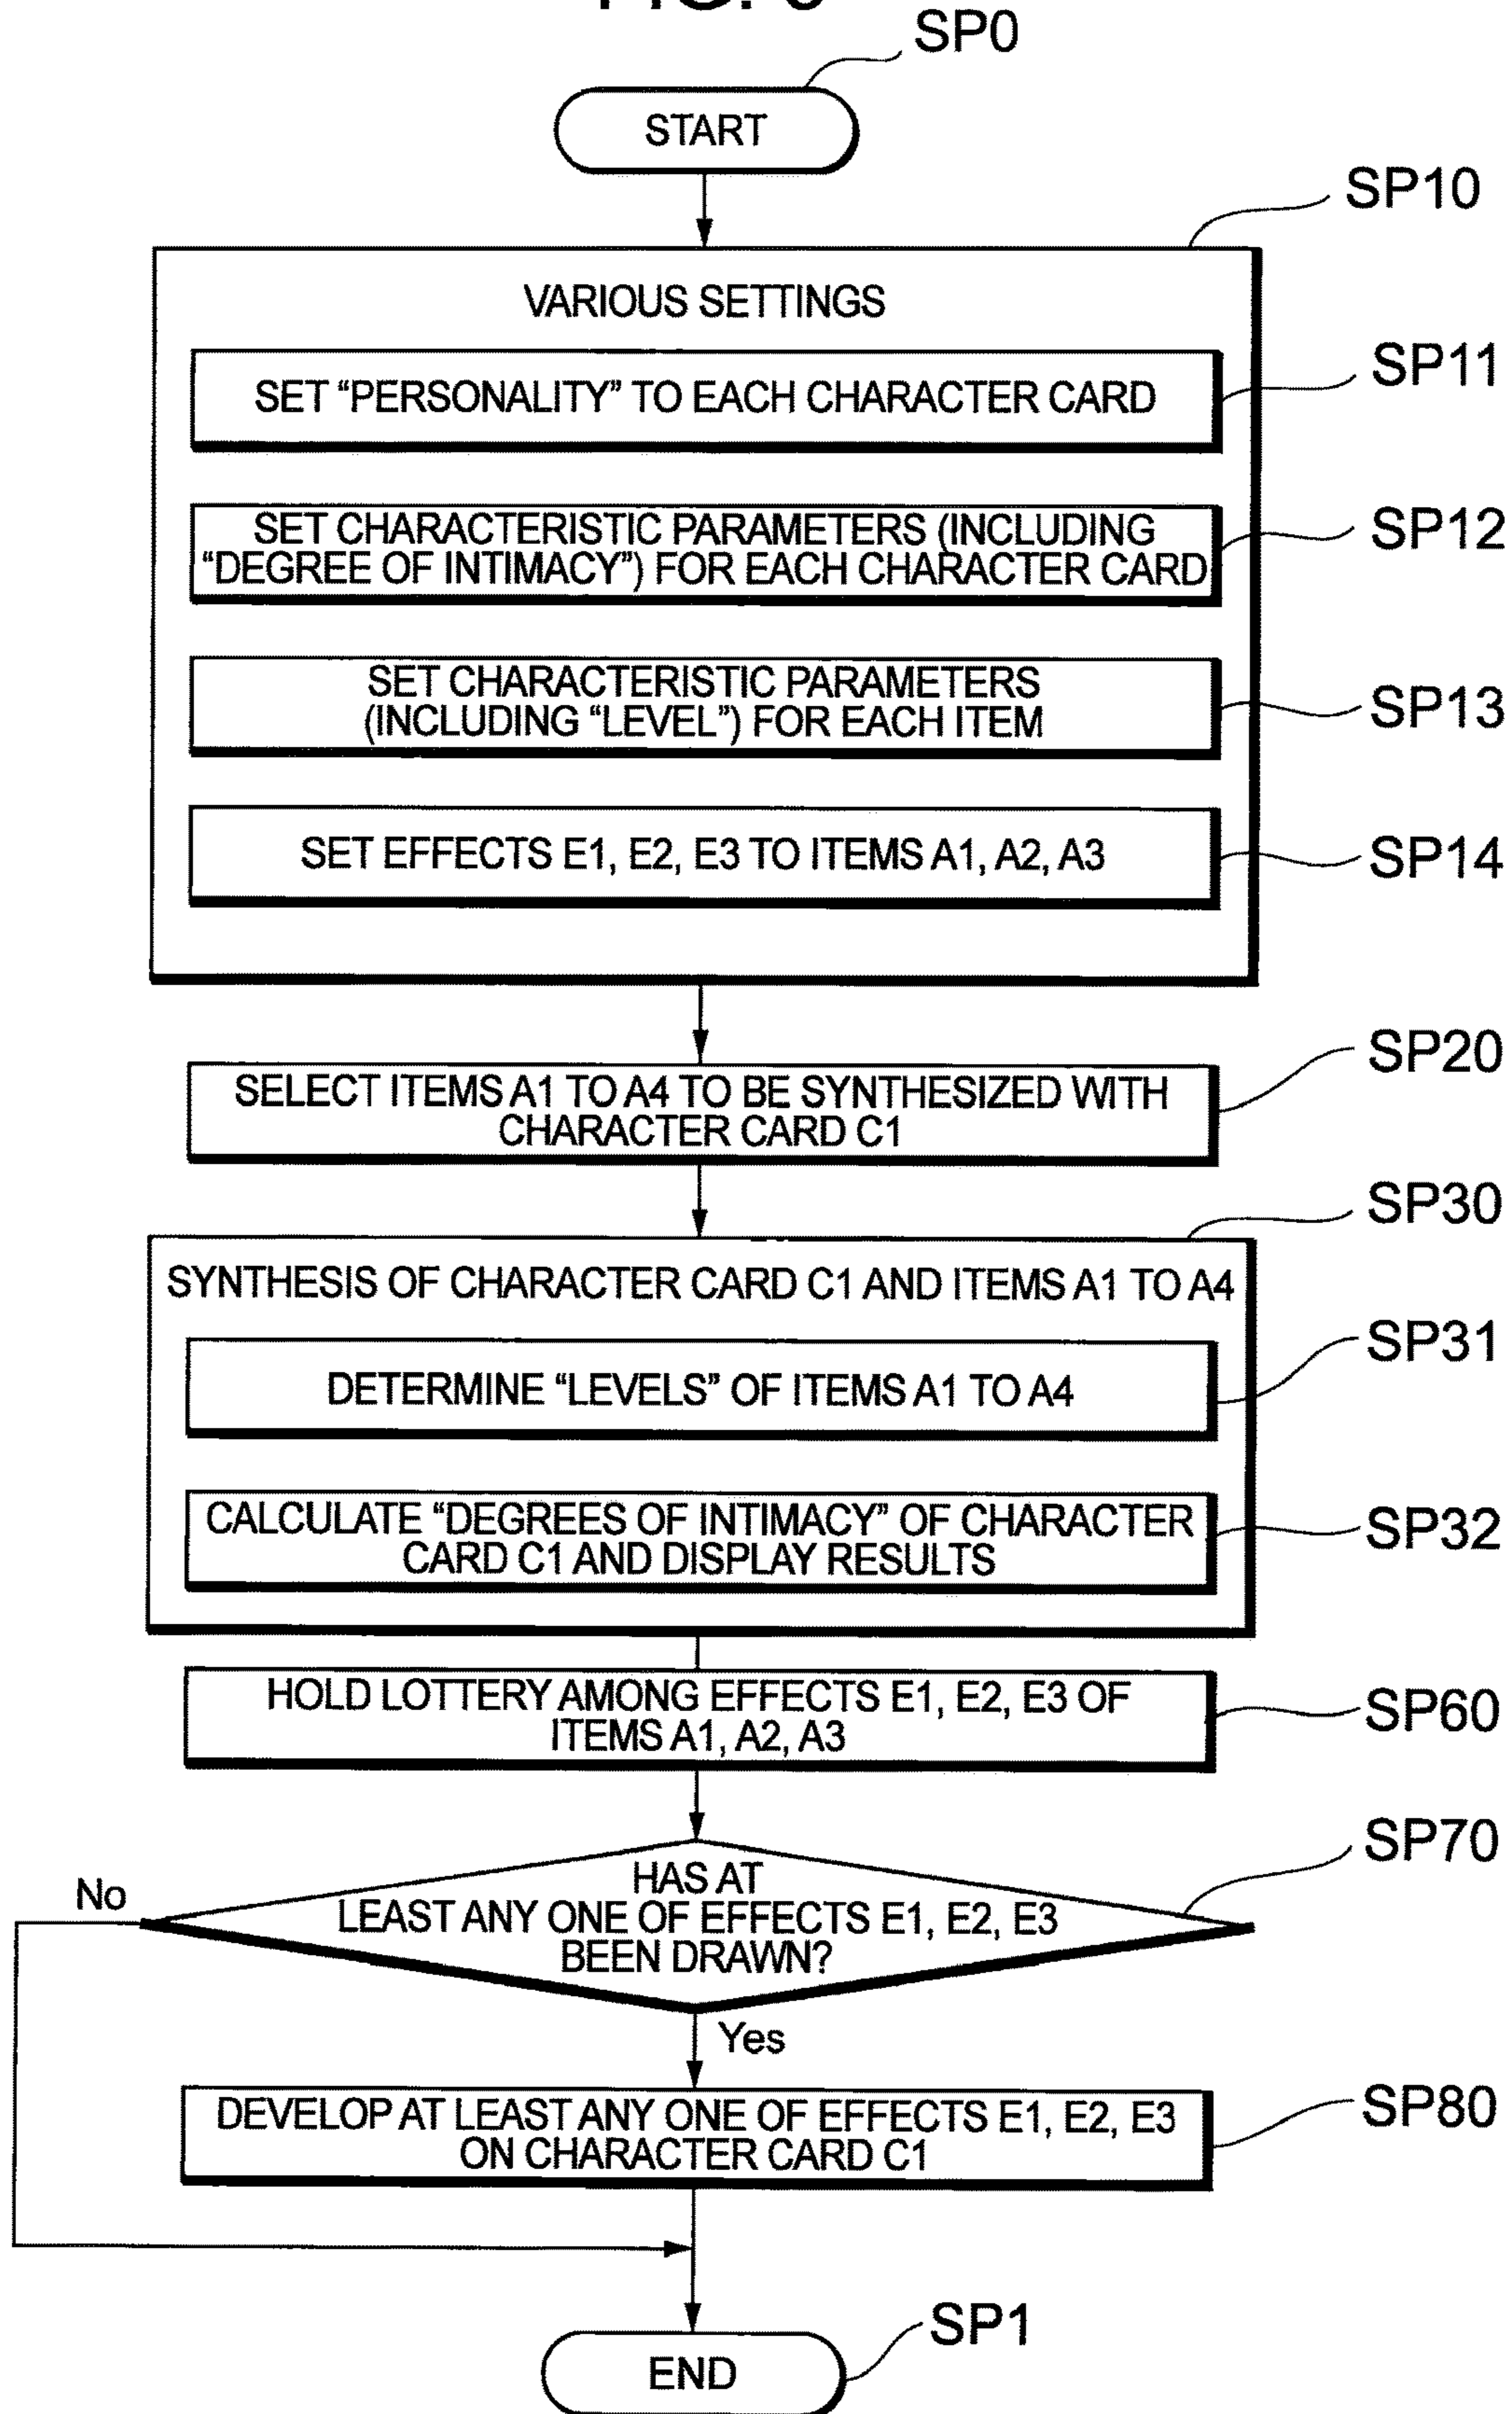 SP0
START
SP10
VARIOUS SETTINGS
SET “PERSONALITY” TO EACH CHARACTER CARD
SP11
SET CHARACTERISTIC PARAMETERS (INCLUDING
“DEGREE OF INTIMACY”) FOR EACH CHARACTER CARD
SP12
SET CHARACTERISTIC PARAMETERS
(INCLUDING “LEVEL”) FOR EACH ITEM
SP13
SET EFFECTS E1, E2, E3 TO ITEMS A1, A2, A3
SP14
SELECT ITEMS A1 TO A4 TO BE SYNTHESIZED WITH
CHARACTER CARD C1
SP20
SP30
SYNTHESIS OF CHARACTER CARD C1 AND ITEMS A1 TO A4
DETERMINE “LEVELS” OF ITEMS A1 TO A4
SP31
CALCULATE “DEGREES OF INTIMACY” OF CHARACTER
CARD C1 AND DISPLAY RESULTS
SP32
HOLD LOTTERY AMONG EFFECTS E1, E2, E3 OF
ITEMS A1, A2, A3
SP60
SP70
No
HAS AT
LEAST ANY ONE OF EFFECTS E1, E2, E3
BEEN DRAWN?
Yes
DEVELOP AT LEAST ANY ONE OF EFFECTS E1, E2, E3
ON CHARACTER CARD C1
SP80
SP1
END